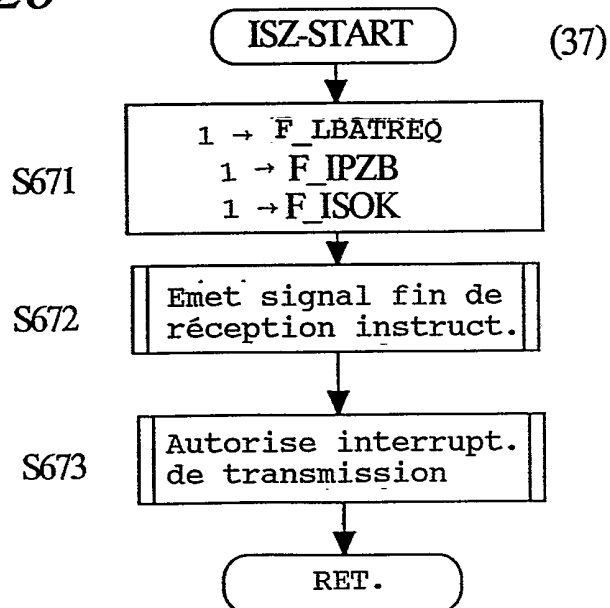 ISZ-START
(37)
S671
1 → F_LBATREQ
1 → F_IPZB
1 → F_ISOK
S672
Emet signal fin de
réception instruct.
S673
Autorise interrupt.
de transmission
RET.